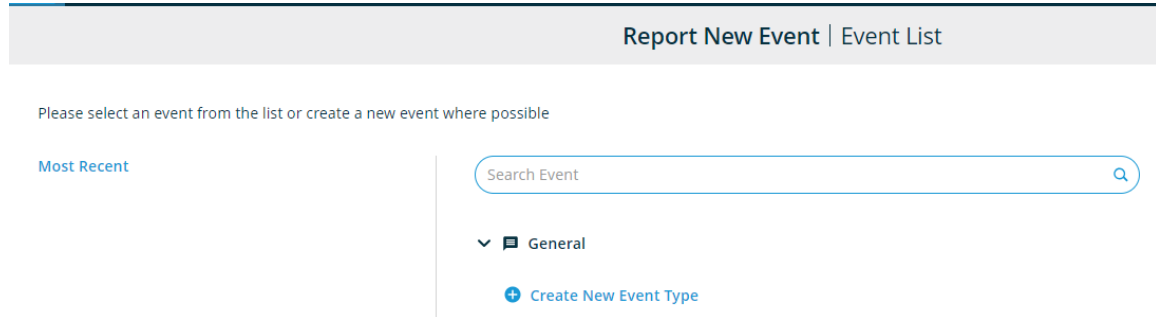 Report New Event | Event List
Please select an event from the list or create a new event where possible
Most Recent
Search Event
General
Create New Event Type